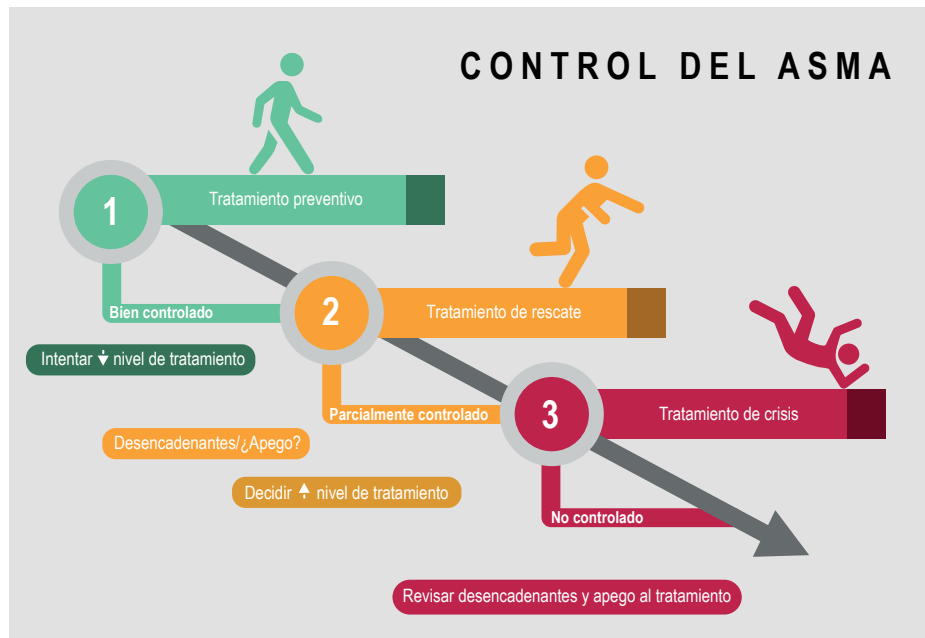 CONTROL DEL ASMA
1
Tratamiento preventivo
Bien controlado
Intentar ↓ nivel de tratamiento
2
Tratamiento de rescate
Parcialmente controlado
Desencadenantes/¿Apego?
Decidir ↑ nivel de tratamiento
3
Tratamiento de crisis
No controlado
Revisar desencadenantes y apego al tratamiento